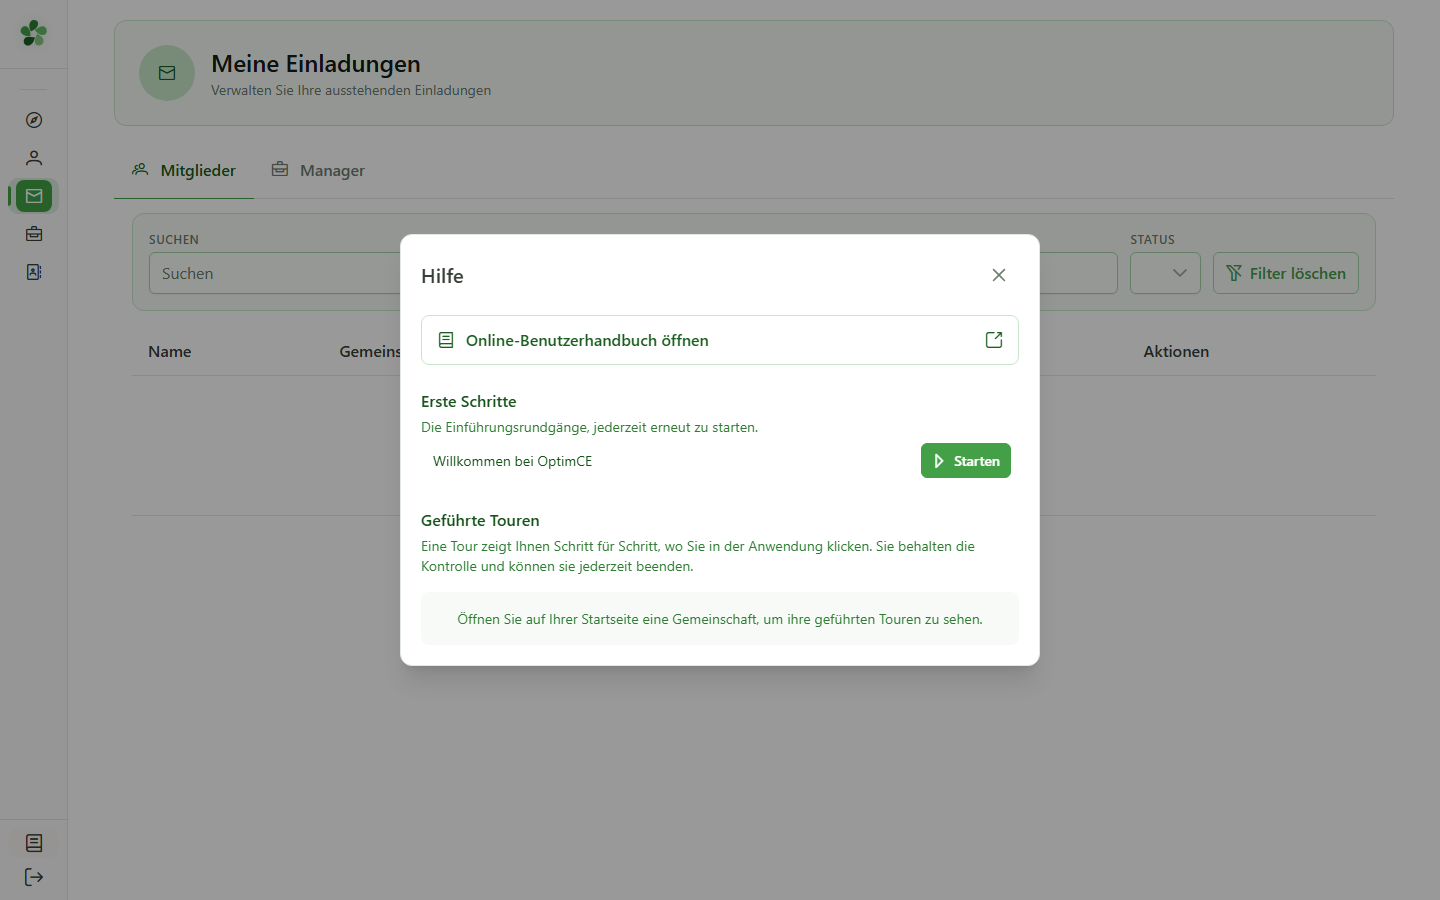 Meine Einladungen
Verwalten Sie Ihre ausstehenden Einladungen
Mitglieder
Manager
SUCHEN
STATUS
Suchen
Filter löschen
Name
Gemeins
Aktionen
Hilfe
Online-Benutzerhandbuch öffnen
Erste Schritte
Die Einführungsrundgänge, jederzeit erneut zu starten.
Willkommen bei OptimCE
Starten
Geführte Touren
Eine Tour zeigt Ihnen Schritt für Schritt, wo Sie in der Anwendung klicken. Sie behalten die
Kontrolle und können sie jederzeit beenden.
Öffnen Sie auf Ihrer Startseite eine Gemeinschaft, um ihre geführten Touren zu sehen.